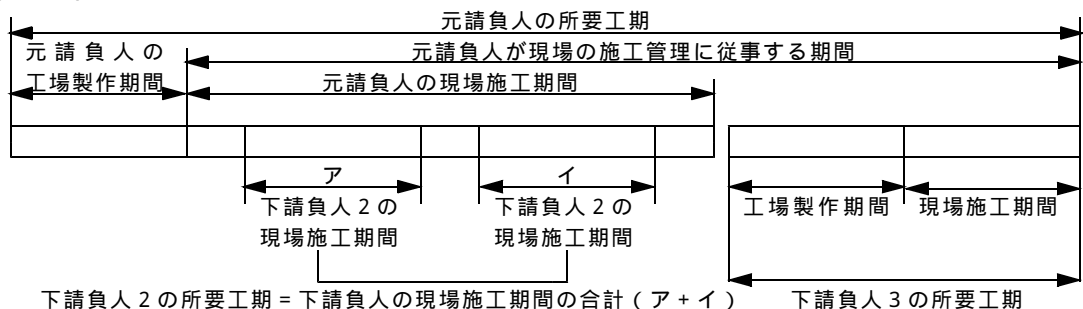 元請負人の所要工期
元請負人の
工場製作期間
元請負人が現場の施工管理に従事する期間
元請負人の現場施工期間
ア
イ
下請負人2の
現場施工期間
下請負人2の
現場施工期間
工場製作期間
現場施工期間
下請負人2の所要工期=下請負人の現場施工期間の合計(ア+イ)
下請負人3の所要工期